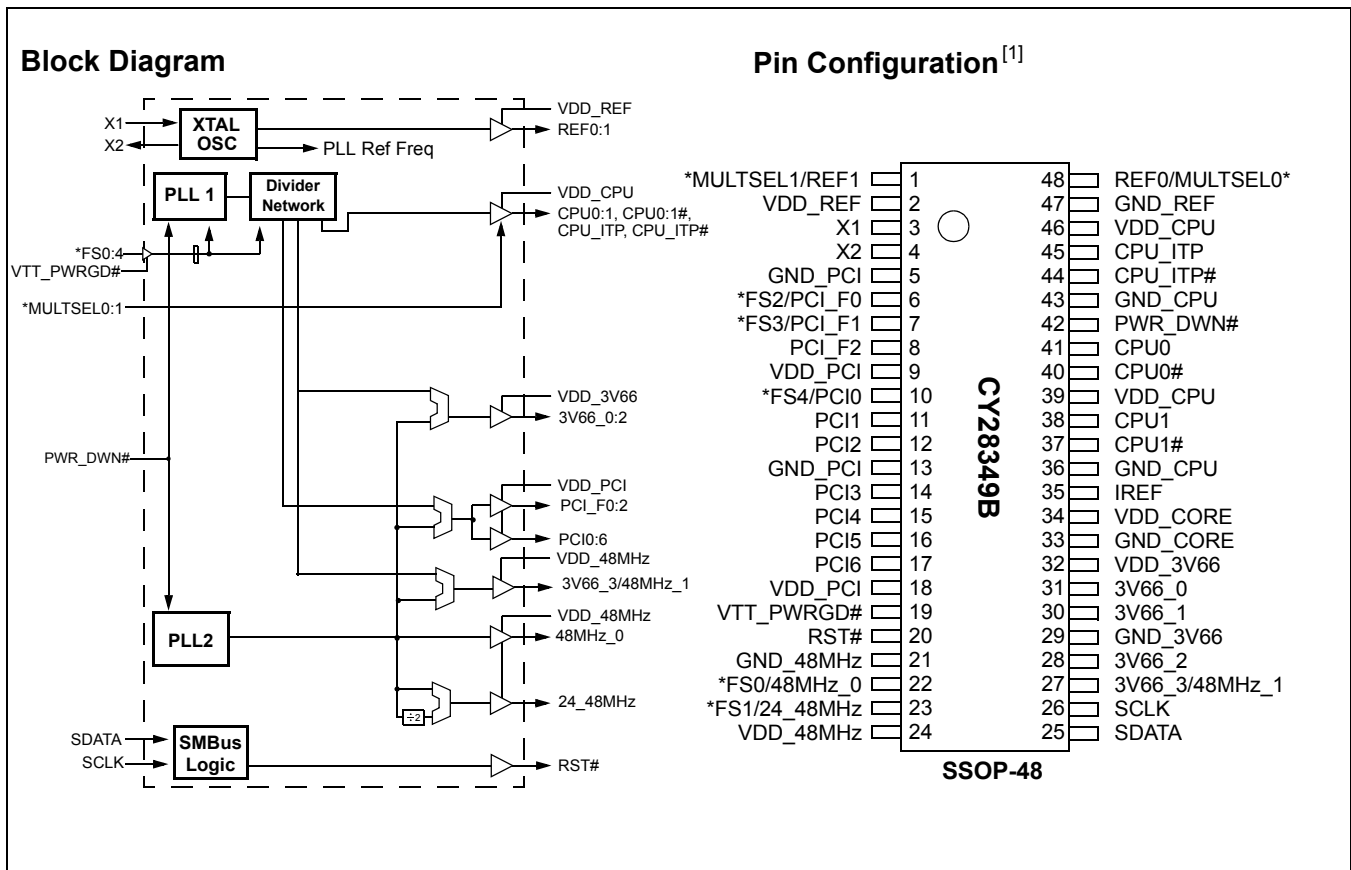 Block Diagram
X1
X2
XTAL
OSC
PLL Ref Freq
VDD_REF
REF0:1
PLL 1
Divider
Network
VDD_CPU
CPU0:1, CPU0:1#,
CPU_ITP, CPU_ITP#
*FS0:4
VTT_PWRGD#
*MULTSEL0:1
VDD_3V66
3V66_0:2
PWR_DWN#
VDD_PCI
PCI_F0:2
PCI0:6
VDD_48MHz
3V66_3/48MHz_1
VDD_48MHz
48MHz_0
PLL2
÷2
24_48MHz
SDATA
SCLK
SMBus
Logic
RST#
Pin Configuration[1]
*MULTSEL1/REF1 1 48 REF0/MULTSEL0*
VDD_REF 2 47 GND_REF
X1 3 46 VDD_CPU
X2 4 45 CPU_ITP
GND_PCI 5 44 CPU_ITP#
*FS2/PCI_F0 6 43 GND_CPU
*FS3/PCI_F1 7 42 PWR_DWN#
PCI_F2 8 41 CPU0
VDD_PCI 9 40 CPU0#
*FS4/PCI0 10 39 VDD_CPU
PCI1 11 38 CPU1
PCI2 12 37 CPU1#
GND_PCI 13 36 GND_CPU
PCI3 14 35 IREF
PCI4 15 34 VDD_CORE
PCI5 16 33 GND_CORE
PCI6 17 32 VDD_3V66
VDD_PCI 18 31 3V66_0
VTT_PWRGD# 19 30 3V66_1
RST# 20 29 GND_3V66
GND_48MHz 21 28 3V66_2
*FS0/48MHz_0 22 27 3V66_3/48MHz_1
*FS1/24_48MHz 23 26 SCLK
VDD_48MHz 24 25 SDATA
CY28349B
SSOP-48